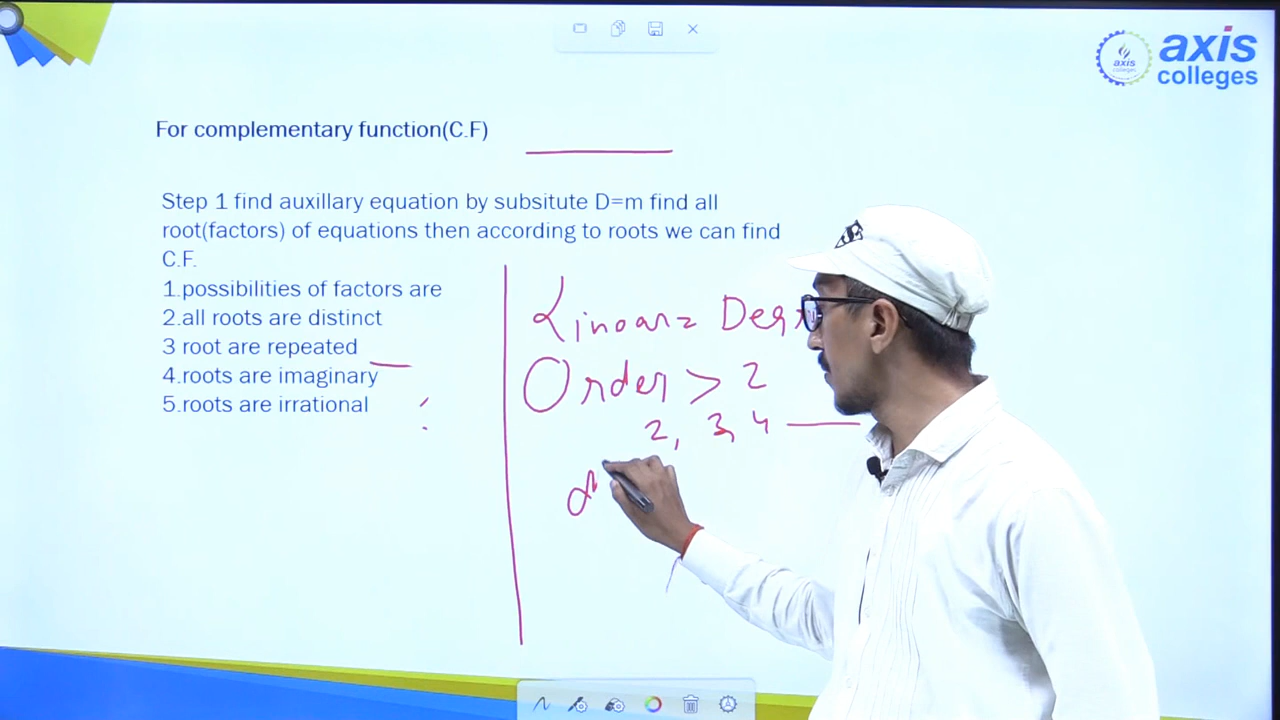 axis
colleges
axis
colleges
For complementary function(C.F)
Step 1 find auxillary equation by subsitute D=m find all
root(factors) of equations then according to roots we can find
C.F.
1.possibilities of factors are
2.all roots are distinct
3 root are repeated
4.roots are imaginary
5.roots are irrational
Linear=
Order > 2
2, 3, 4